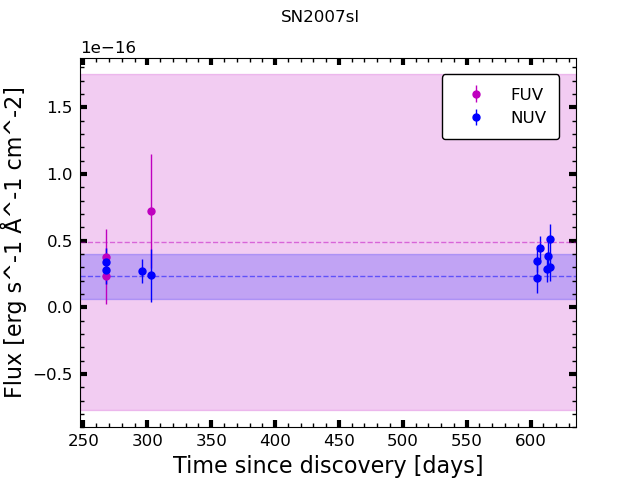 SN2007sl
1e−16
FUV
NUV
1.5
1.0
0.5
0.0
−0.5
Flux [erg s^-1 Å^-1 cm^-2]
250 300 350 400 450 500 550 600
Time since discovery [days]